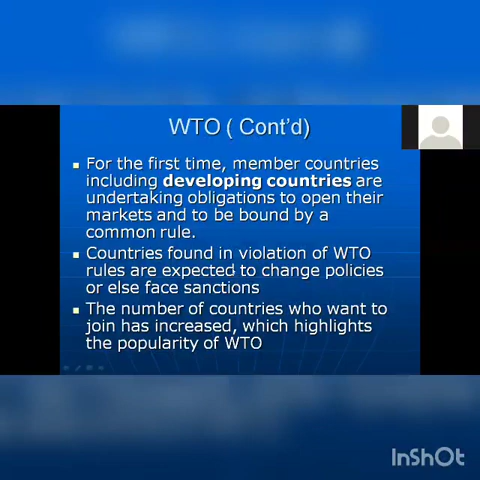 WTO ( Cont'd)
For the first time, member countries
including developing countries are
undertaking obligations to open their
markets and to be bound by a
common rule.
Countries found in violation of WTO
rules are expected to change policies
or else face sanctions
The number of countries who want to
join has increased, which highlights
the popularity of WTO
InShOt